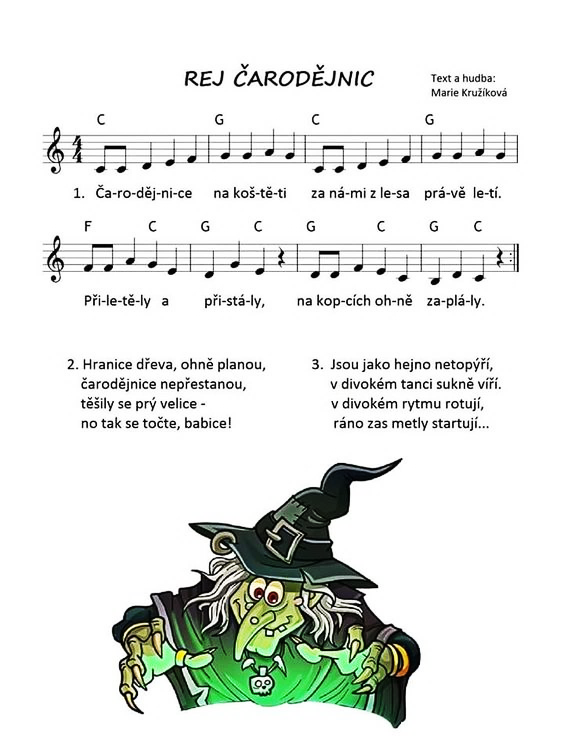 REJ ČARODĚJNIC
Text a hudba:
Marie Kružíková
C G C G
4
4
1. Ča-ro-děj-ni-ce na koš-tě-ti za ná-mi z le-sa prá-vě le-tí.
F C G C G C G C
Při-le-tě-ly a při-stá-ly, na kop-cích oh-ně za-plá-ly.
2. Hranice dřeva, ohně planou,
čarodějnice nepřestanou,
těšily se prý velice -
no tak se točte, babice!
3. Jsou jako hejno netopýří,
v divokém tanci sukně víří.
v divokém rytmu rotují,
ráno zas metly startují...